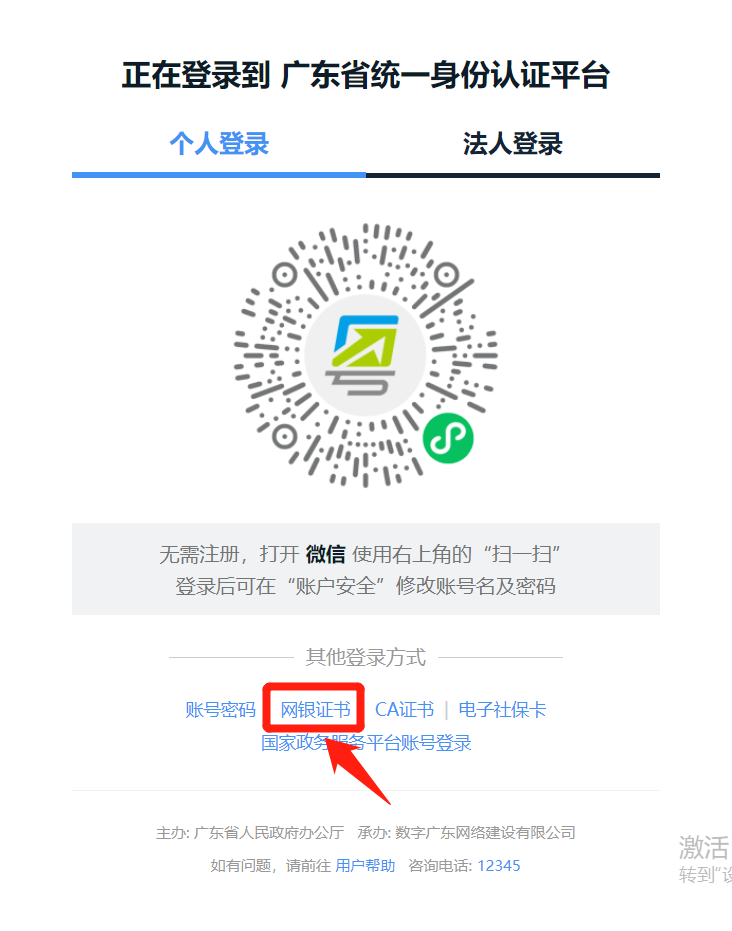 正在登录到 广东省统一身份认证平台
个人登录 法人登录
无需注册，打开 微信 使用右上角的“扫一扫”
登录后可在“账户安全”修改账号名及密码
其他登录方式
账号密码 网银证书 CA证书 | 电子社保卡
国家政务服务平台账号登录
主办: 广东省人民政府办公厅 承办: 数字广东网络建设有限公司
如有问题，请前往 用户帮助 咨询电话: 12345
激活
转到“设